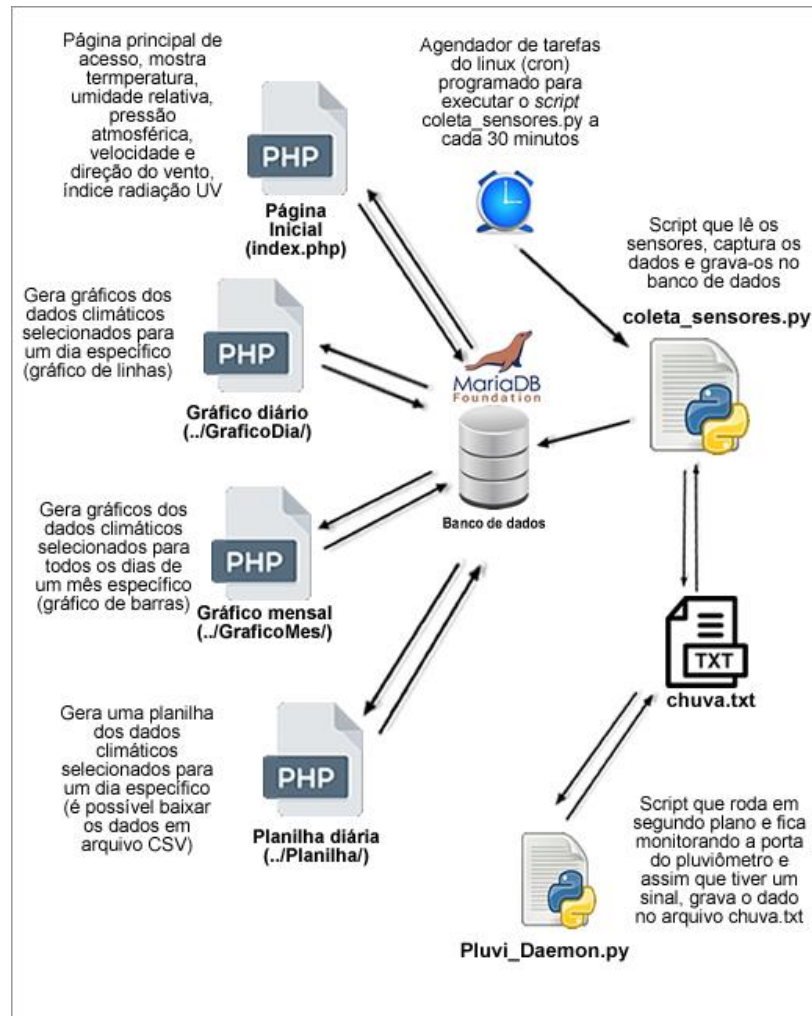 Página principal de
acesso, mostra
termperatura,
umidade relativa,
pressão
atmosférica,
velocidade e
direção do vento,
índice radiação UV
PHP
Página
Inicial
(index.php)
Agendador de tarefas
do linux (cron)
programado para
executar o script
coleta_sensores.py a
cada 30 minutos
Script que lê os
sensores, captura os
dados e grava-os no
banco de dados
coleta_sensores.py
Gera gráficos dos
dados climáticos
selecionados para
um dia específico
(gráfico de linhas)
PHP
Gráfico diário
(../GraficoDia/)
MariaDB
Foundation
Banco de dados
Gera gráficos dos
dados climáticos
selecionados para
todos os dias de
um mês específico
(gráfico de barras)
PHP
Gráfico mensal
(../GraficoMes/)
TXT
chuva.txt
Gera uma planilha
dos dados
climáticos
selecionados para
um dia específico
(é possível baixar
os dados em
arquivo CSV)
PHP
Planilha diária
(../Planilha/)
Script que roda em
segundo plano e fica
monitorando a porta
do pluviômetro e
assim que tiver um
sinal, grava o dado
no arquivo chuva.txt
Pluvi_Daemon.py